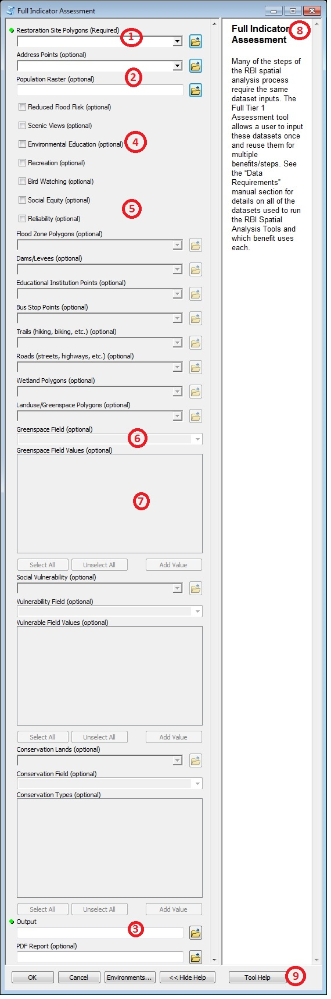 Full Indicator Assessment
Restoration Site Polygons (Required)
1
Address Points (optional)
2
Population Raster (optional)
Reduced Flood Risk (optional)
Scenic Views (optional)
Environmental Education (optional)
4
Recreation (optional)
Bird Watching (optional)
Social Equity (optional)
5
Reliability (optional)
Flood Zone Polygons (optional)
Dams/Levees (optional)
Educational Institution Points (optional)
Bus Stop Points (optional)
Trails (hiking, biking, etc.) (optional)
Roads (streets, highways, etc.) (optional)
Wetland Polygons (optional)
Landuse/Greenspace Polygons (optional)
Greenspace Field (optional)
6
Greenspace Field Values (optional)
7
Select All Unselect All Add Value
Social Vulnerability (optional)
Vulnerability Field (optional)
Vulnerable Field Values (optional)
Select All Unselect All Add Value
Conservation Lands (optional)
Conservation Field (optional)
Conservation Types (optional)
Select All Unselect All Add Value
Output
3
PDF Report (optional)
OK Cancel Environments... << Hide Help Tool Help 9
Full Indicator 8
Assessment
Many of the steps of
the RBI spatial
analysis process
require the same
dataset inputs. The
Full Tier 1
Assessment tool
allows a user to input
these datasets once
and reuse them for
multiple
benefits/steps. See
the “Data
Requirements”
manual section for
details on all of the
datasets used to run
the RBI Spatial
Analysis Tools and
which benefit uses
each.